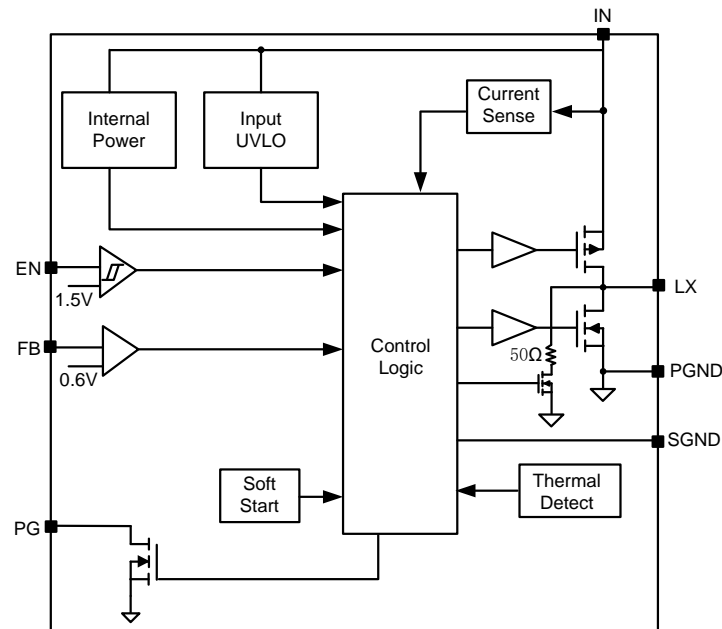 IN
Internal
Power
Input
UVLO
Current
Sense
EN
1.5V
LX
FB
0.6V
Control
Logic
50Ω
PGND
SGND
Soft
Start
Thermal
Detect
PG